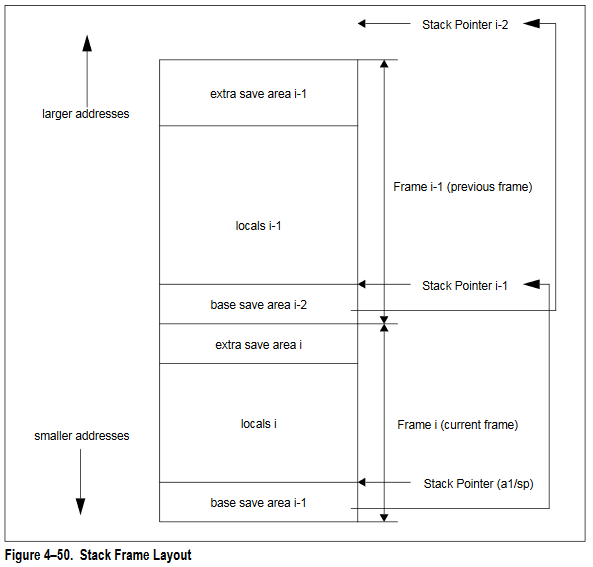 Stack Pointer i-2
extra save area i-1
larger addresses
Frame i-1 (previous frame)
locals i-1
Stack Pointer i-1
base save area i-2
extra save area i
locals i
Frame i (current frame)
smaller addresses
Stack Pointer (a1/sp)
base save area i-1
Figure 4–50. Stack Frame Layout